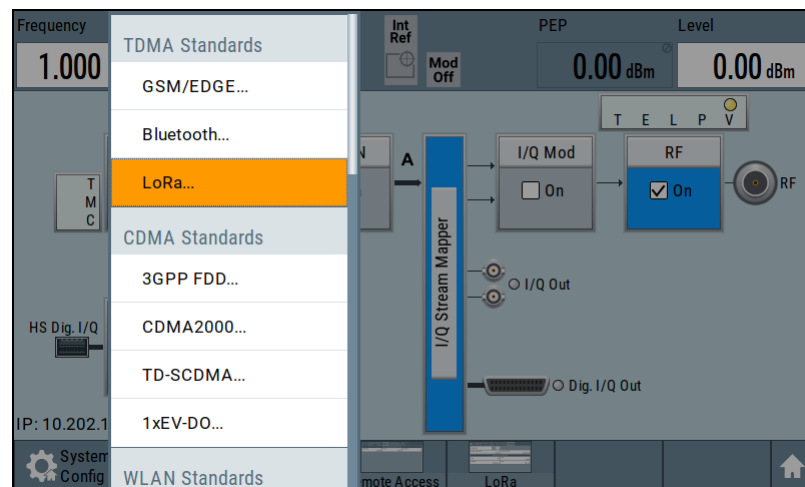 Frequency
Int
Ref
PEP
Level
1.000
Mod
Off
0.00 dBm
0.00 dBm
TDMA Standards
GSM/EDGE...
Bluetooth...
LoRa...
CDMA Standards
3GPP FDD...
CDMA2000...
TD-SCDMA...
1xEV-DO...
WLAN Standards
T E L P V
A
I/Q Mod
On
RF
On
RF
T
M
C
I/Q Stream Mapper
I/Q Out
HS Dig. I/Q
Dig. I/Q Out
IP: 10.202.1
System
Config
mote Access
LoRa